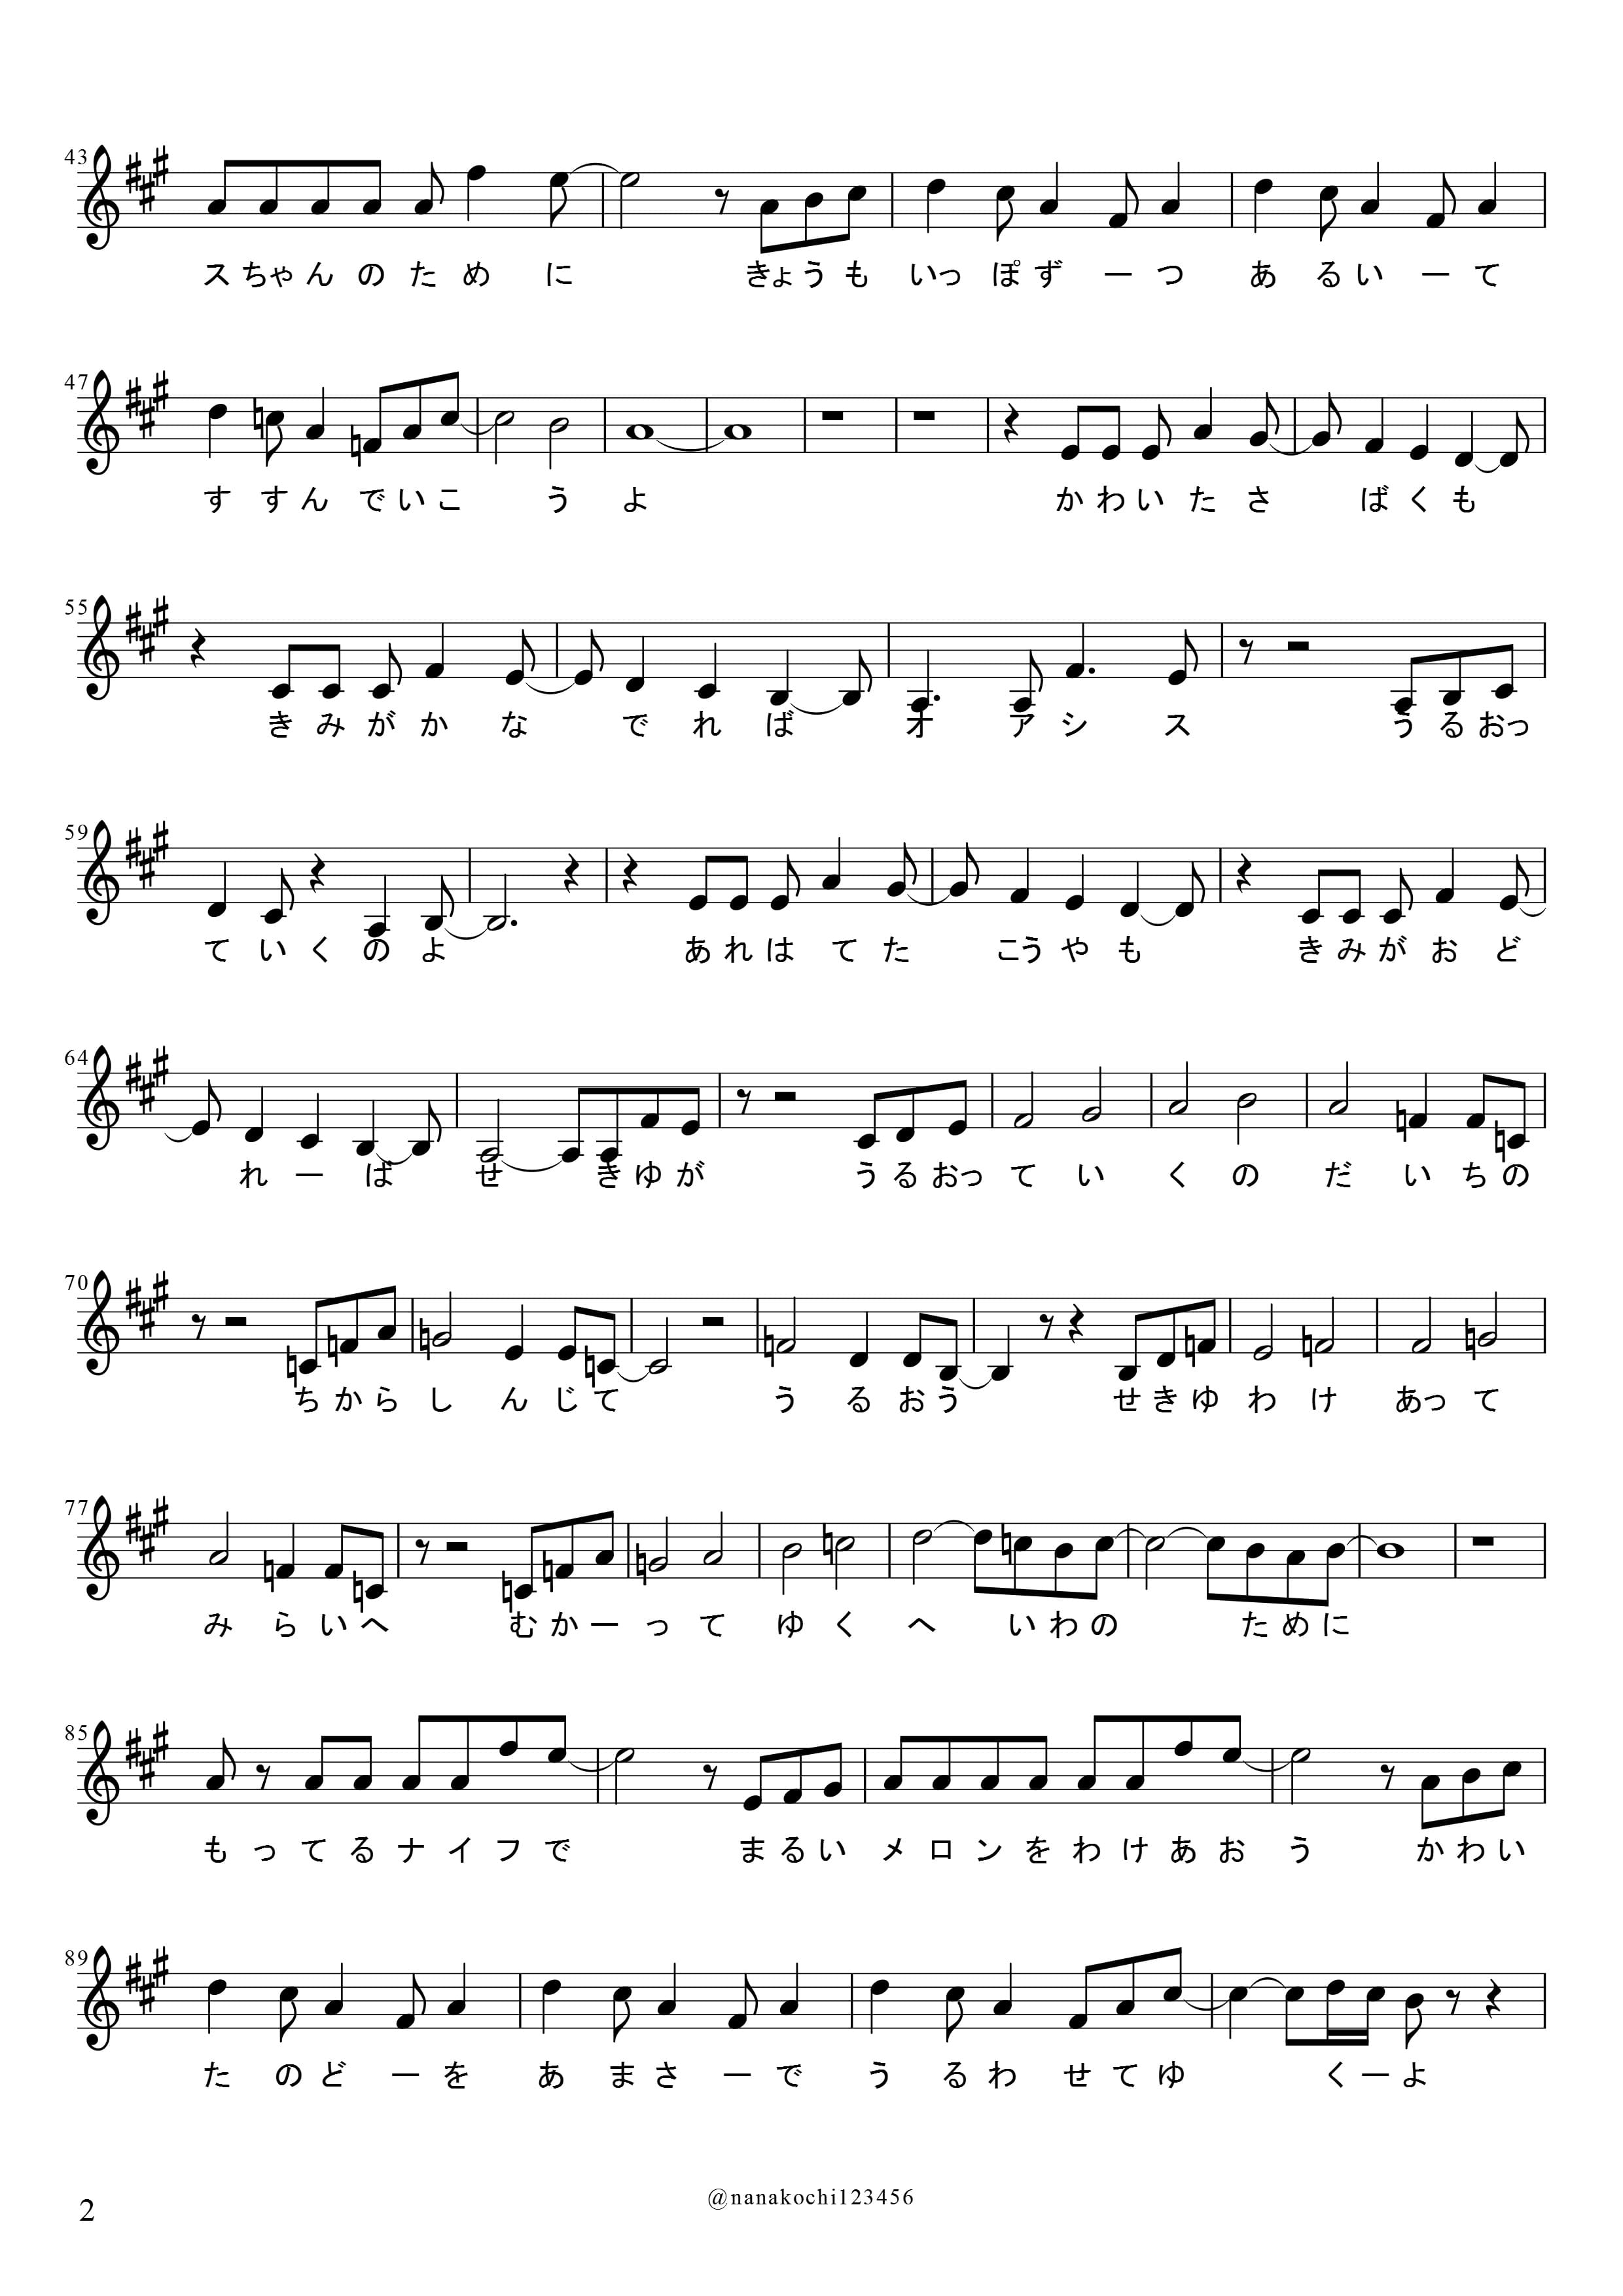 43
スちゃんのために きょうも いっぽずーつ あるいーて
47
すすんでいこうよ かわいたさばくも
55
きみがかなでれば オアシス うるおっ
59
ていくのよ あれはてたこうやも きみがおど
64
れーば せきゆが うるおっていくの だいちの
70
ちからしんじて うるおう せきゆわけあって
77
みらいへ むかーってゆく へいわの ために
85
もってるナイフで まるいメロンをわけあおう かわい
89
たのどーを あまさーで うるわせてゆくーよ
2
@nanakochi123456